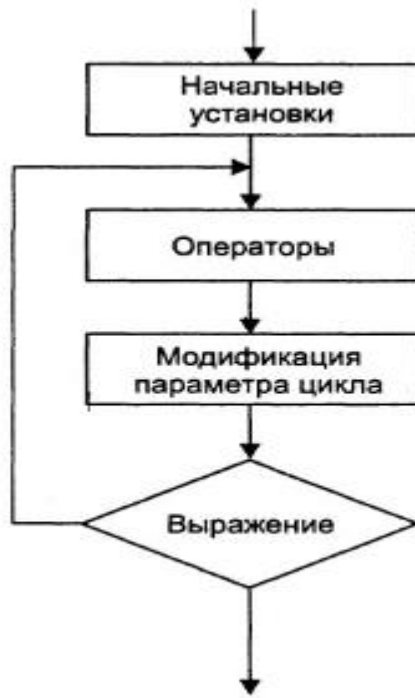 Начальные
установки
Операторы
Модификация
параметра цикла
Выражение